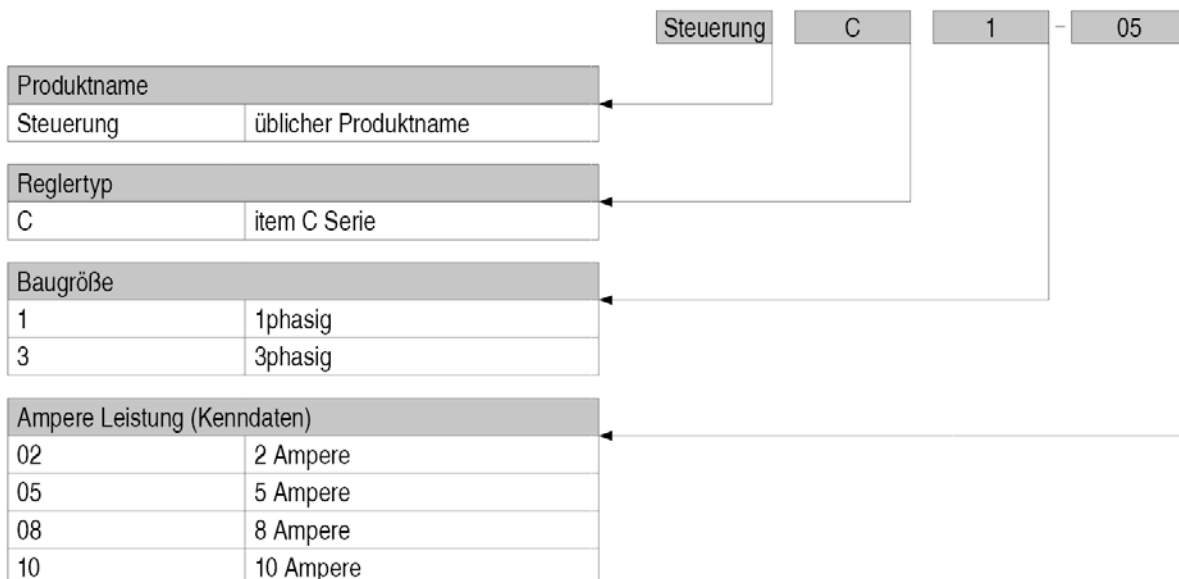 Steuerung C 1 - 05
Produktname
Steuerung üblicher Produktname
Reglertyp
C item C Serie
Baugröße
1 1phasig
3 3phasig
Ampere Leistung (Kenndaten)
02 2 Ampere
05 5 Ampere
08 8 Ampere
10 10 Ampere